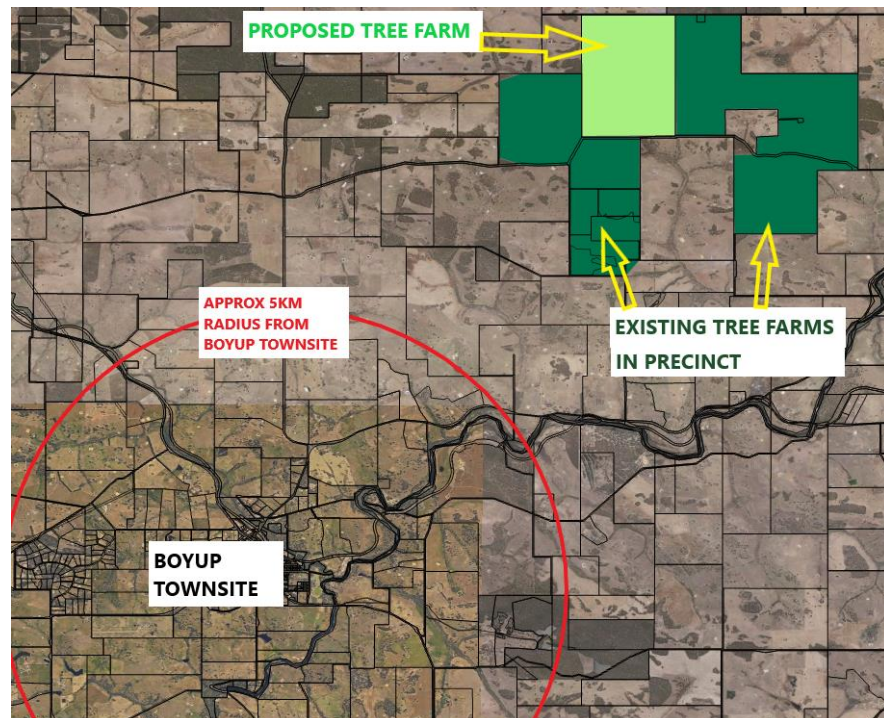 PROPOSED TREE FARM
APPROX 5KM
RADIUS FROM
BOYUP TOWNSITE
EXISTING TREE FARMS
IN PRECINCT
BOYUP
TOWNSITE